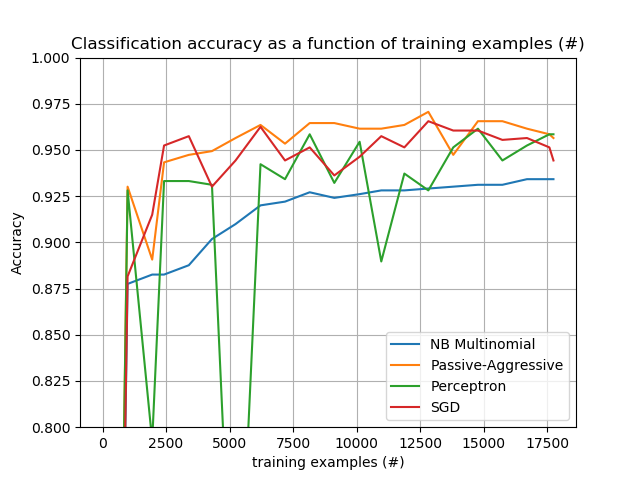 Classification accuracy as a function of training examples (#)
1.000
0.975
0.950
0.925
0.900
0.875
0.850
0.825
0.800
Accuracy
NB Multinomial
Passive-Aggressive
Perceptron
SGD
0 2500 5000 7500 10000 12500 15000 17500
training examples (#)